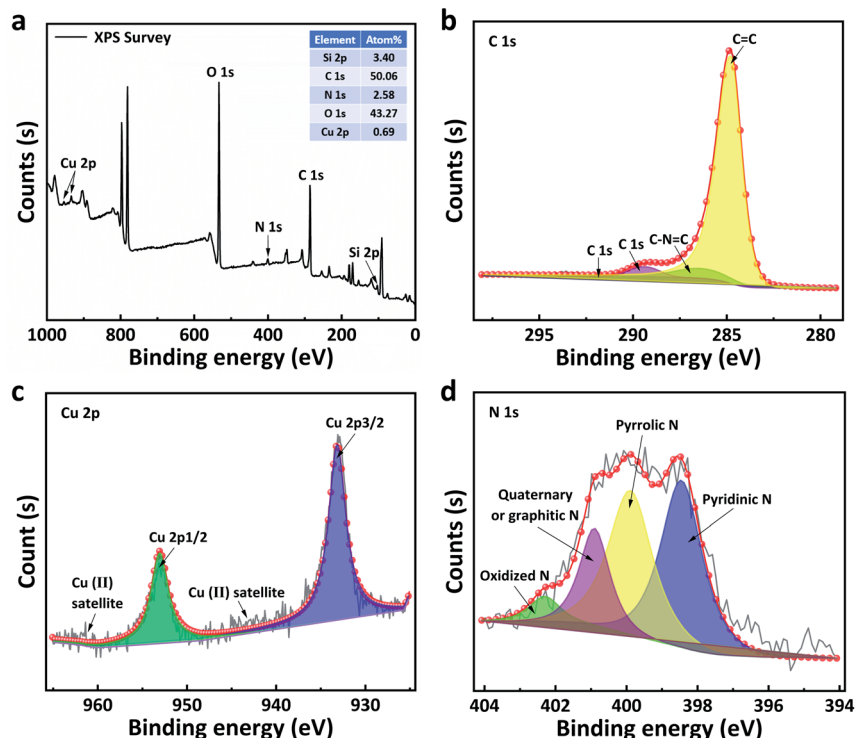 a
XPS Survey
Element Atom%
Si 2p 3.40
C 1s 50.06
N 1s 2.58
O 1s 43.27
Cu 2p 0.69
O 1s
Cu 2p
C 1s
N 1s
Si 2p
Counts (s)
1000 800 600 400 200 0
Binding energy (eV)
b
C 1s
C=C
C 1s
C 1s
C-N=C
Counts (s)
295 290 285 279
Binding energy (eV)
c
Cu 2p
Cu 2p3/2
Cu 2p1/2
Cu (II)
satellite
Cu (II)
satellite
Count (s)
960 950 940 930
Binding energy (eV)
d
N 1s
Pyrrolic N
Quaternary
or graphitic N
Pyridinic N
Oxidized N
Counts (s)
404 402 400 398 396 394
Binding energy (eV)